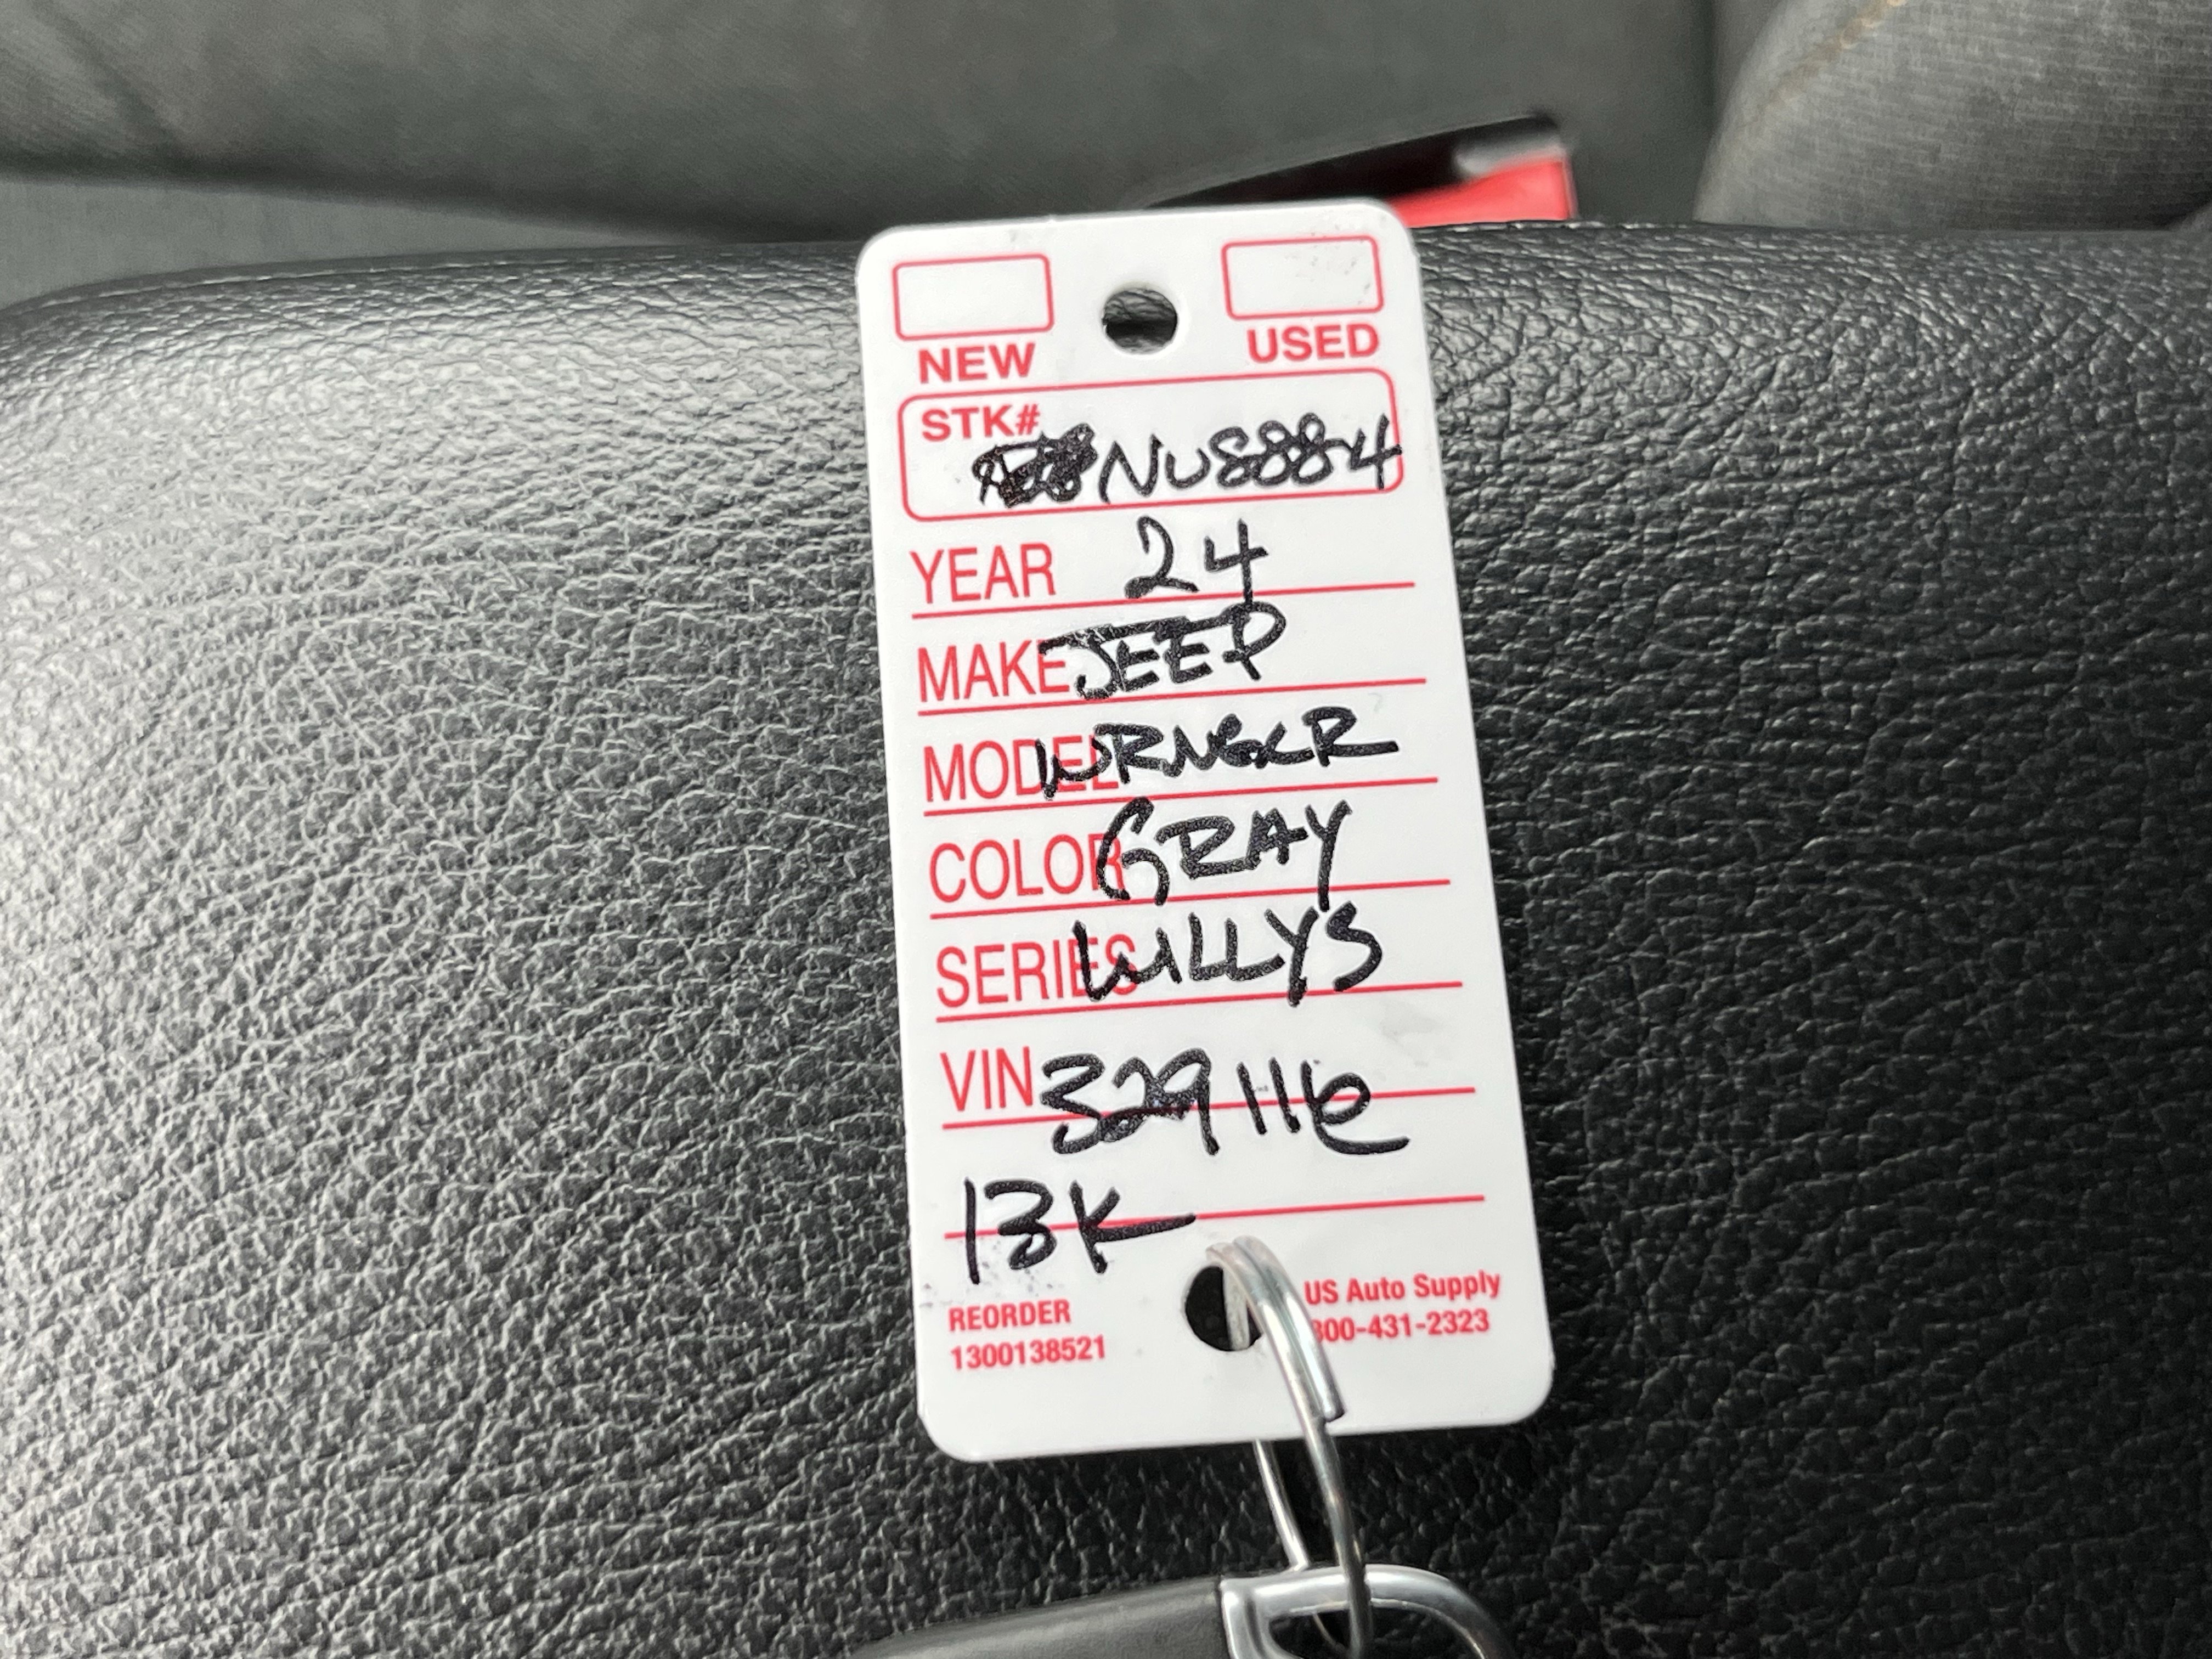 NEW USED
STK#
NU8884
YEAR 24
MAKE JEEP
MODEL WRNGLR
COLOR GRAY
SERIES WILLYS
VIN 329116
13K
REORDER
1300138521
US Auto Supply
800-431-2323